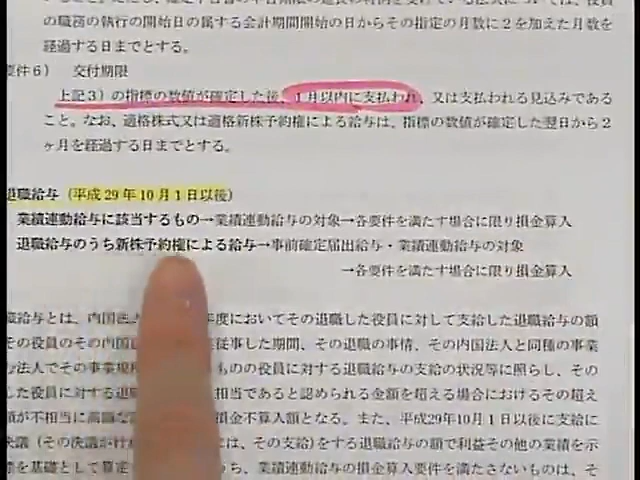 の職務の執行の開始日の属する会計期間開始の日からその指定の月数に２を加えた月数を
経過する日までとする。
要件６） 交付期限
上記３）の指標の数値が確定した後、１月以内に支払われ、又は支払われる見込みである
こと。なお、適格株式又は適格新株予約権による給与は、指標の数値が確定した翌日から２
ヶ月を経過する日までとする。
退職給与（平成29年10月１日以後）
業績連動給与に該当するもの→業績連動給与の対象→各要件を満たす場合に限り損金算入
退職給与のうち新株予約権による給与→事前確定届出給与・業績連動給与の対象
→各要件を満たす場合に限り損金算入
職給与とは、内国法 年度においてその退職した役員に対して支給した退職給与の額
その役員のその内国 従事した期間、その退職の事情、その内国法人と同種の事業
む法人でその事業規 ものの役員に対する退職給与の支給の状況等に照らし、その
した役員に対する退 相当であると認められる金額を超える場合におけるその超え
額が不相当に高額な 損金不算入額となる。また、平成29年10月１日以後に支給に
決議（その決議が行わ には、その支給）をする退職給与の額で利益その他の業績を示
を基礎として算定 うち、業績連動給与の損金算入要件を満たさないものは、そ